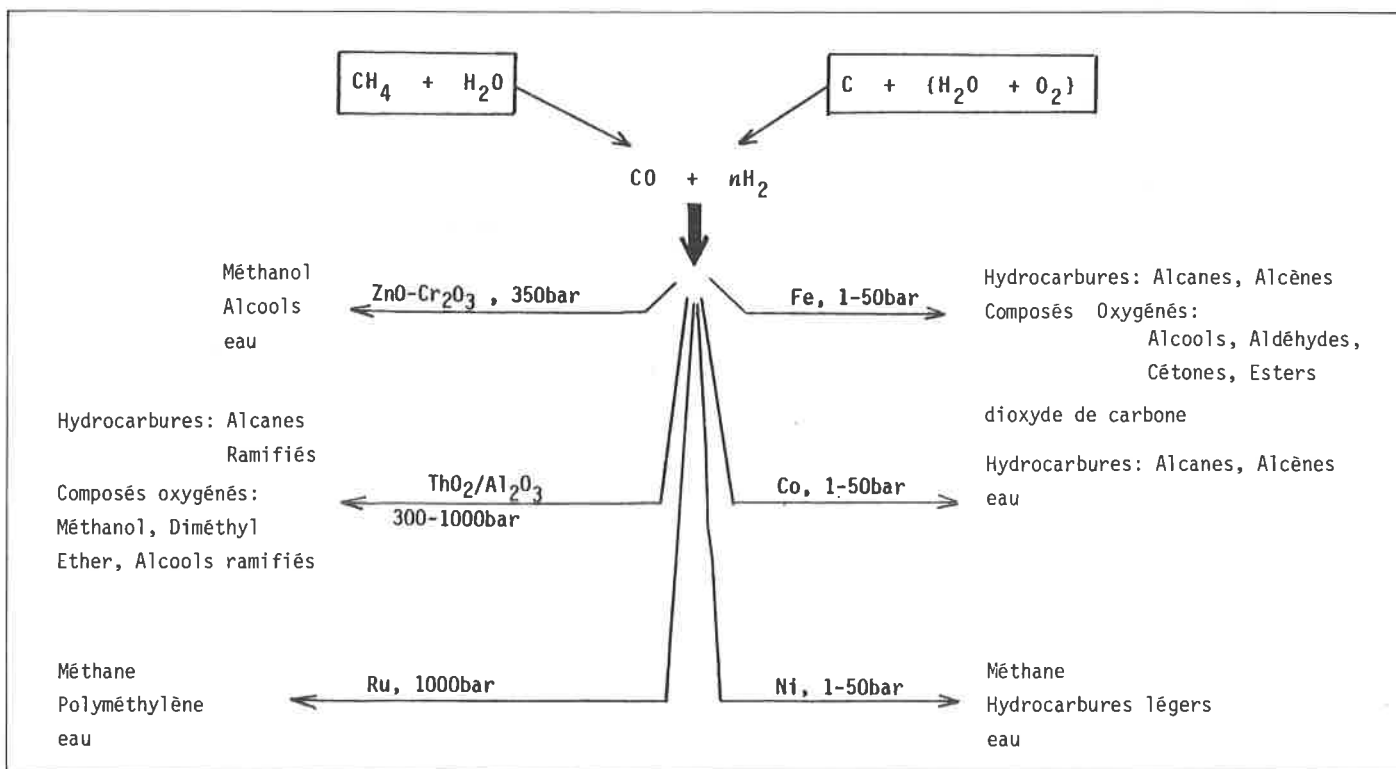 CH4 + H2O
C + {H2O + O2}
CO + nH2
Méthanol
Alcools
eau
ZnO-Cr2O3 , 350bar
Fe, 1-50bar
Hydrocarbures: Alcanes, Alcènes
Composés Oxygénés:
Alcools, Aldéhydes,
Cétones, Esters
dioxyde de carbone
Hydrocarbures: Alcanes
Ramifiés
Composés oxygénés:
Méthanol, Diméthyl
Ether, Alcools ramifiés
ThO2/Al2O3
300-1000bar
Co, 1-50bar
Hydrocarbures: Alcanes, Alcènes
eau
Méthane
Polyméthylène
eau
Ru, 1000bar
Ni, 1-50bar
Méthane
Hydrocarbures légers
eau